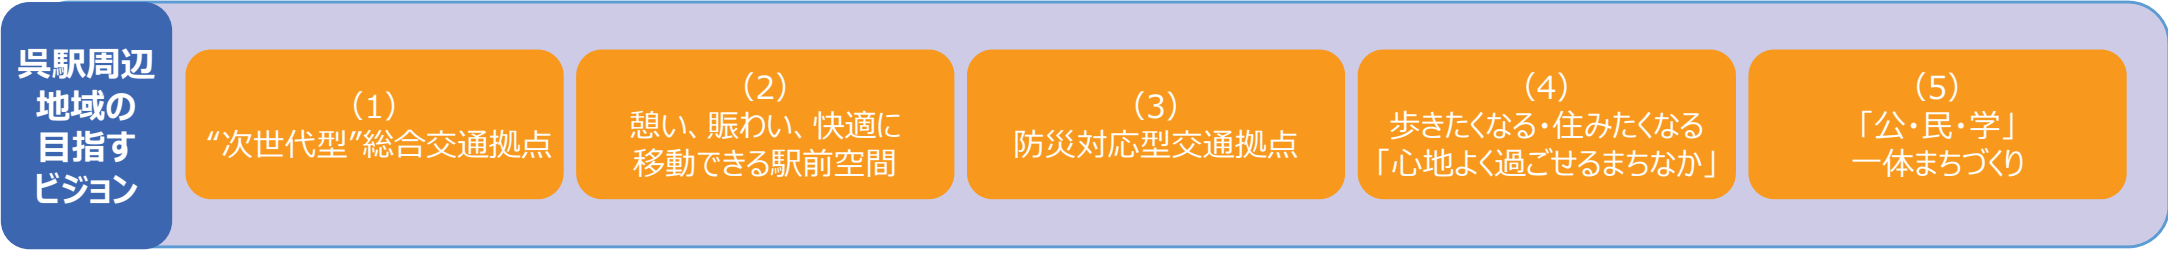 呉駅周辺
地域の
目指す
ビジョン
（1）
“次世代型”総合交通拠点
（2）
憩い、賑わい、快適に
移動できる駅前空間
（3）
防災対応型交通拠点
（4）
歩きたくなる・住みたくなる
「心地よく過ごせるまちなか」
（5）
「公・民・学」
一体まちづくり